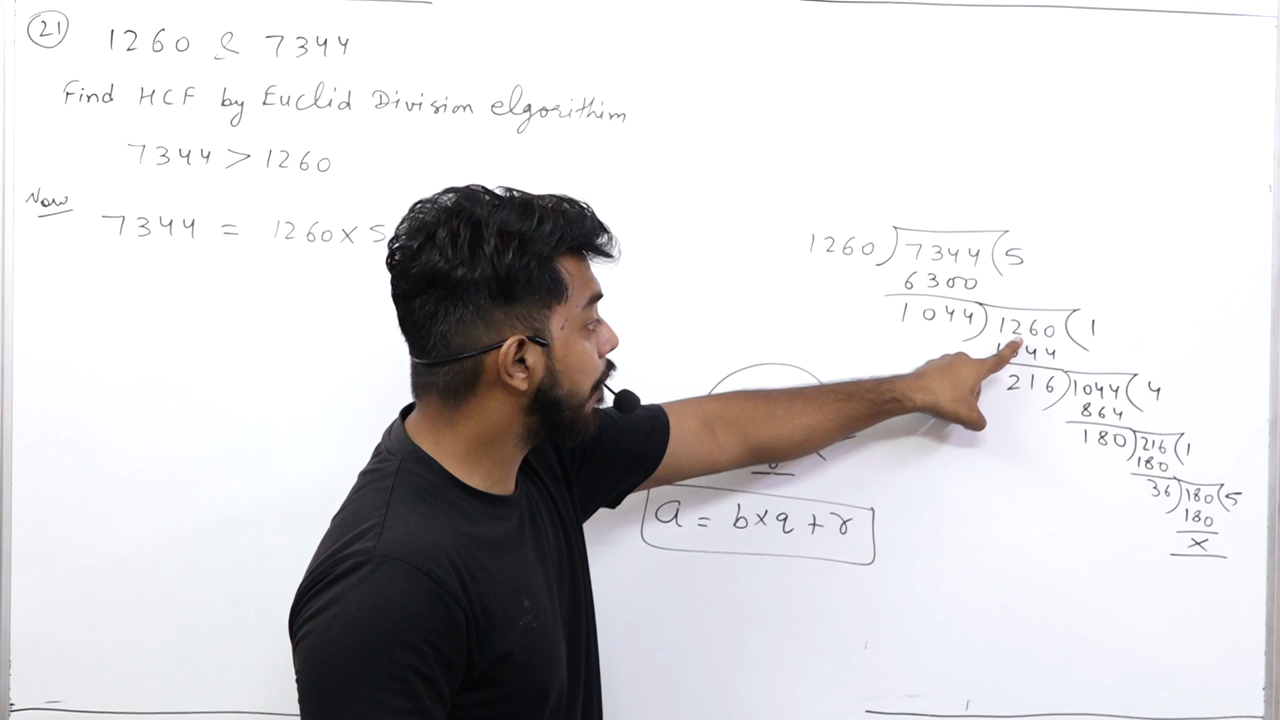 21
1260 & 7344
Find HCF by Euclid Division elgorithim
7344 > 1260
Now
7344 = 1260 x 5
1260 ) 7344 ( 5
6300
1044 ) 1260 ( 1
1044
216 ) 1044 ( 4
864
180 ) 216 ( 1
180
36 ) 180 ( 5
180
x
a = b x q + r